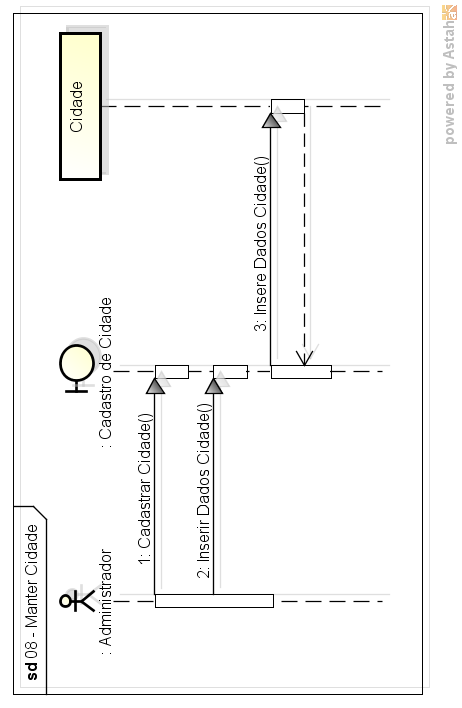 sd 08 - Manter Cidade
: Administrador
: Cadastro de Cidade
Cidade
1: Cadastrar Cidade()
2: Inserir Dados Cidade()
3: Insere Dados Cidade()
powered by Astah